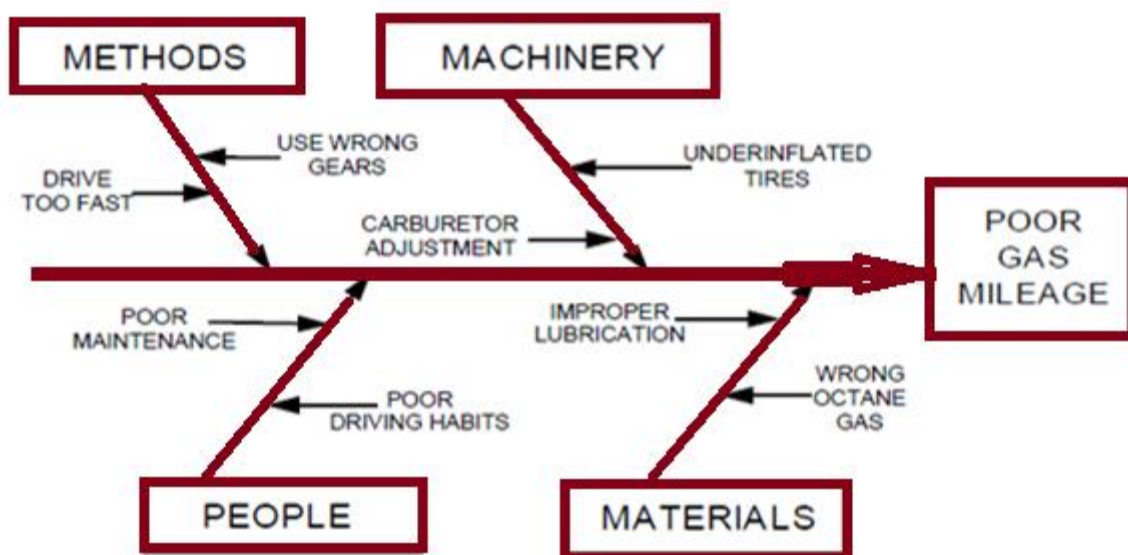 METHODS
MACHINERY
USE WRONG
GEARS
DRIVE
TOO FAST
UNDERINFLATED
TIRES
CARBURETOR
ADJUSTMENT
POOR
GAS
MILEAGE
POOR
MAINTENANCE
IMPROPER
LUBRICATION
POOR
DRIVING HABITS
WRONG
OCTANE
GAS
PEOPLE
MATERIALS